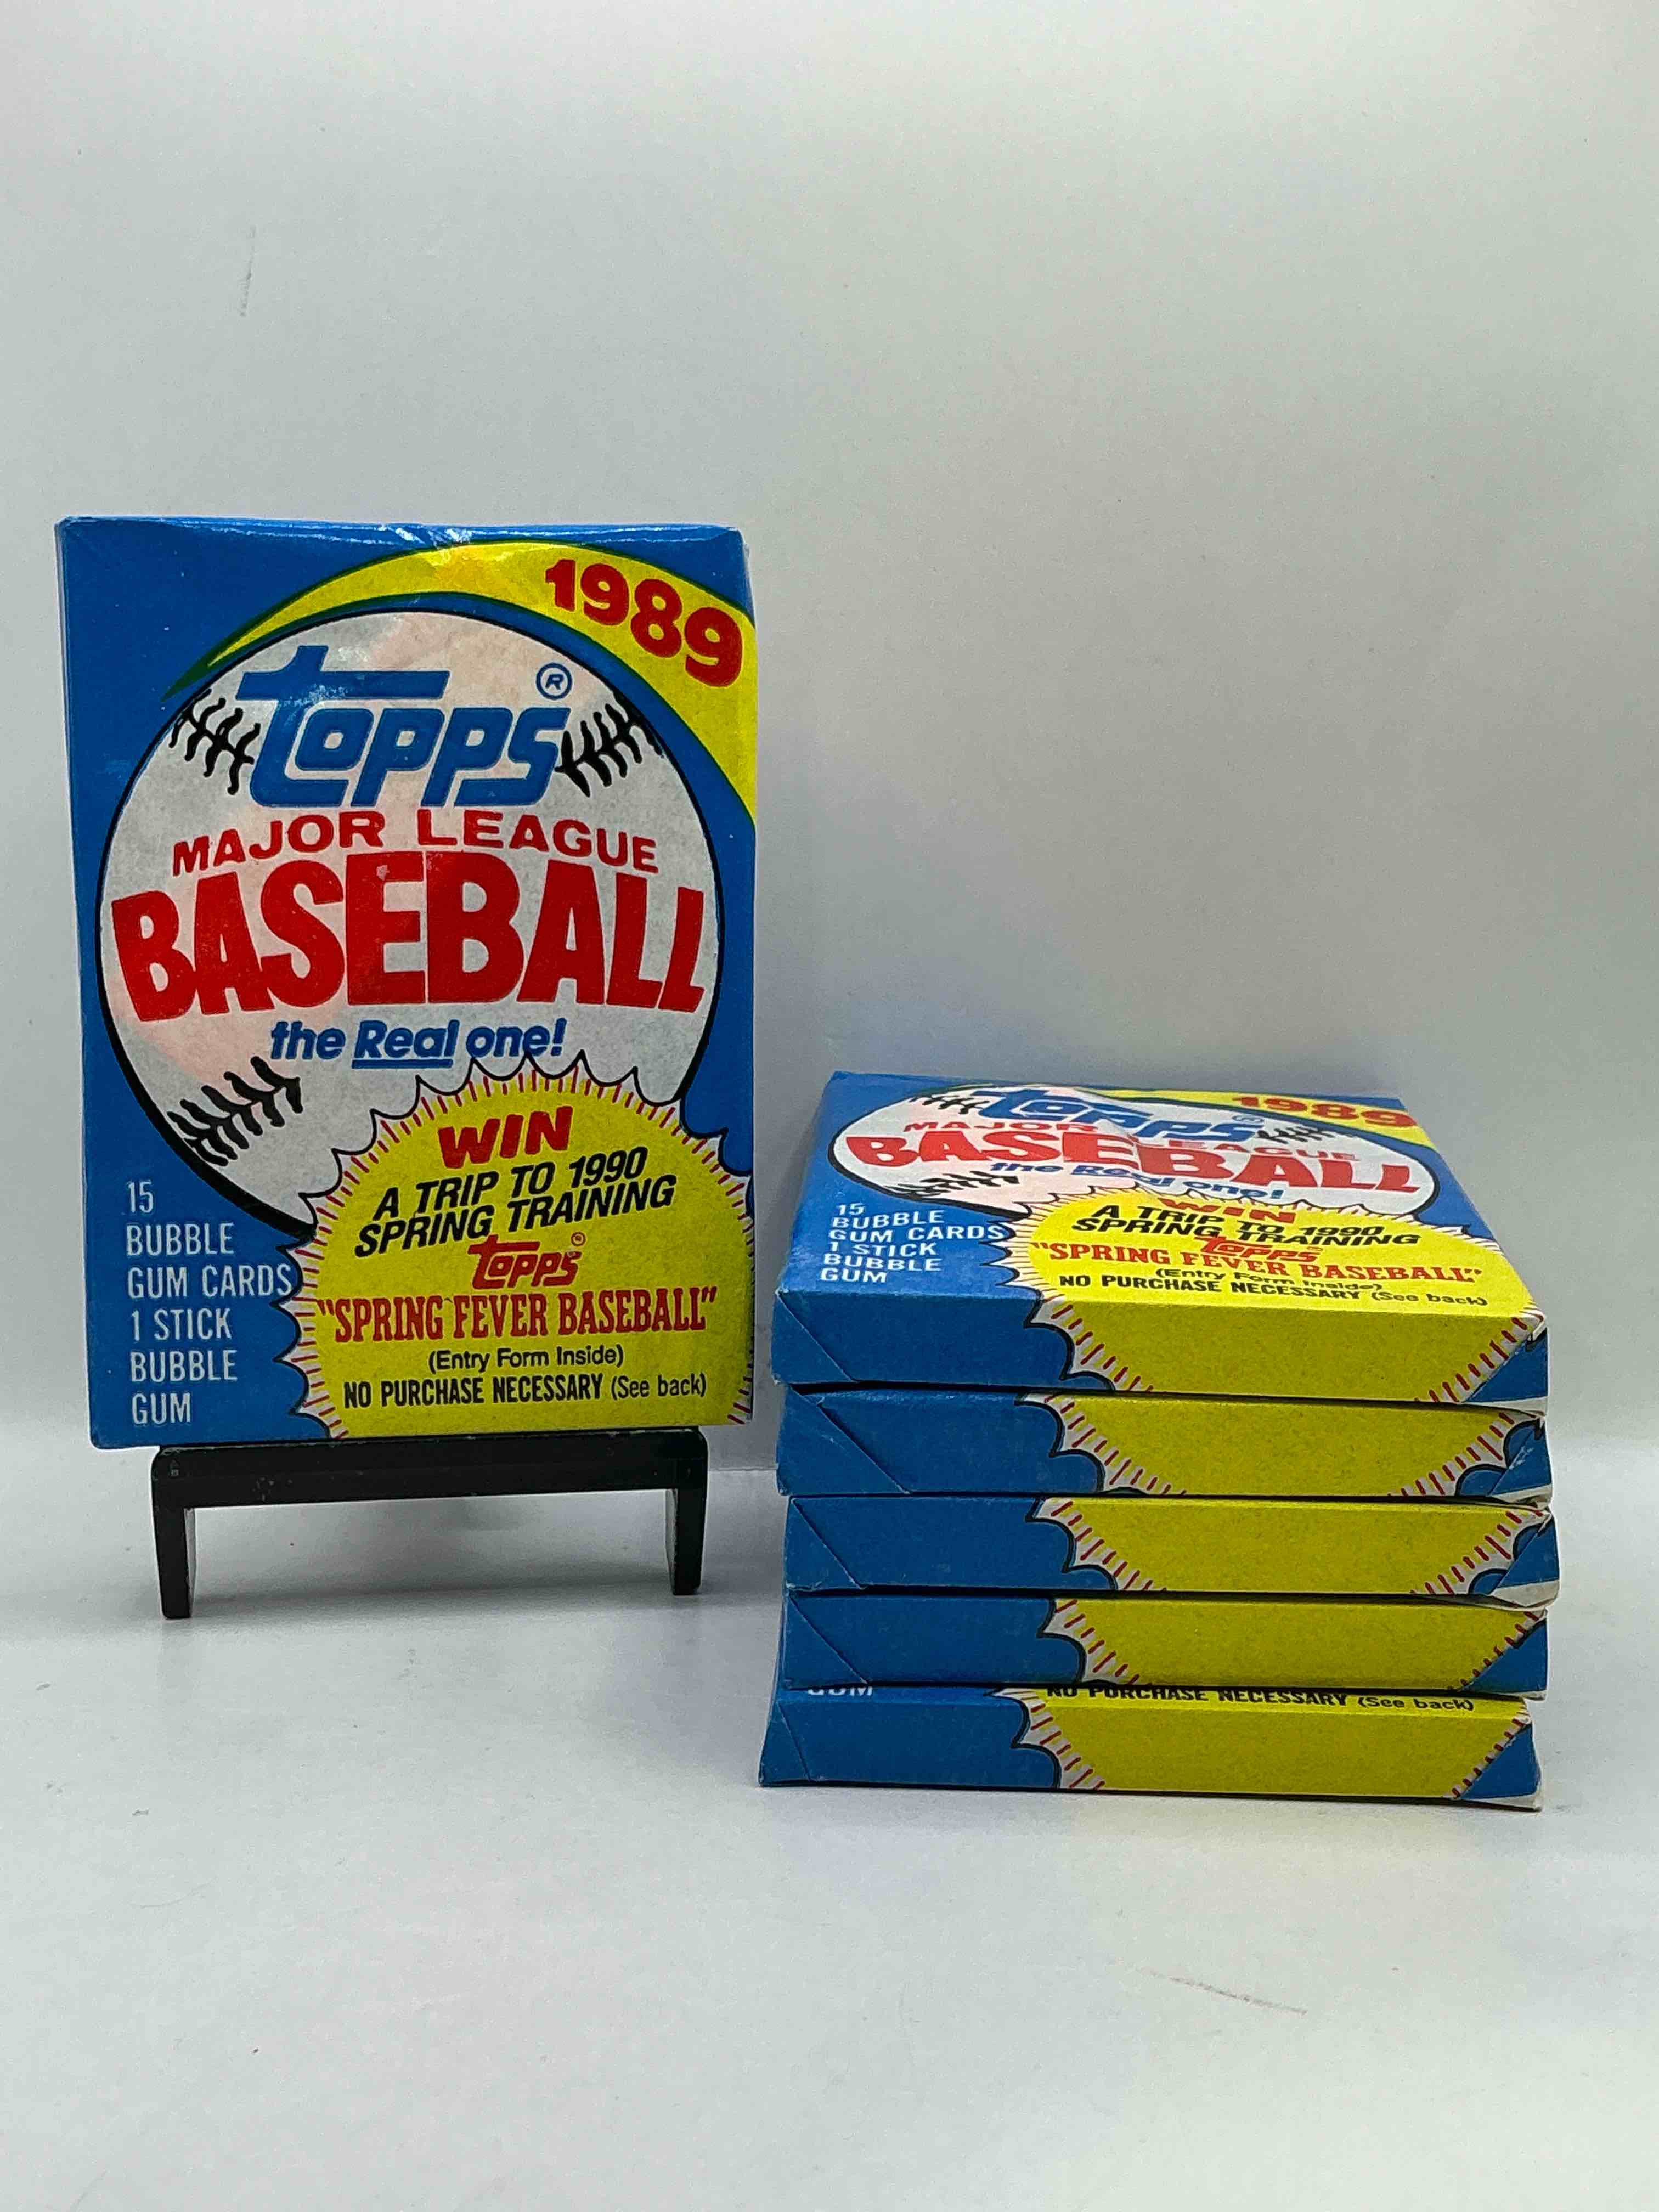 1989
topps®
MAJOR LEAGUE
BASEBALL
the Real one!
WIN
A TRIP TO 1990
SPRING TRAINING
topps®
"SPRING FEVER BASEBALL"
(Entry Form Inside)
NO PURCHASE NECESSARY (See back)
15
BUBBLE
GUM CARDS
1 STICK
BUBBLE
GUM
1989
topps®
MAJOR LEAGUE
BASEBALL
the Real one!
15
BUBBLE
GUM CARDS
1 STICK
BUBBLE
GUM
WIN
A TRIP TO 1990
SPRING TRAINING
topps®
"SPRING FEVER BASEBALL"
(Entry Form Inside)
NO PURCHASE NECESSARY (See back)
GUM
NO PURCHASE NECESSARY (See back)